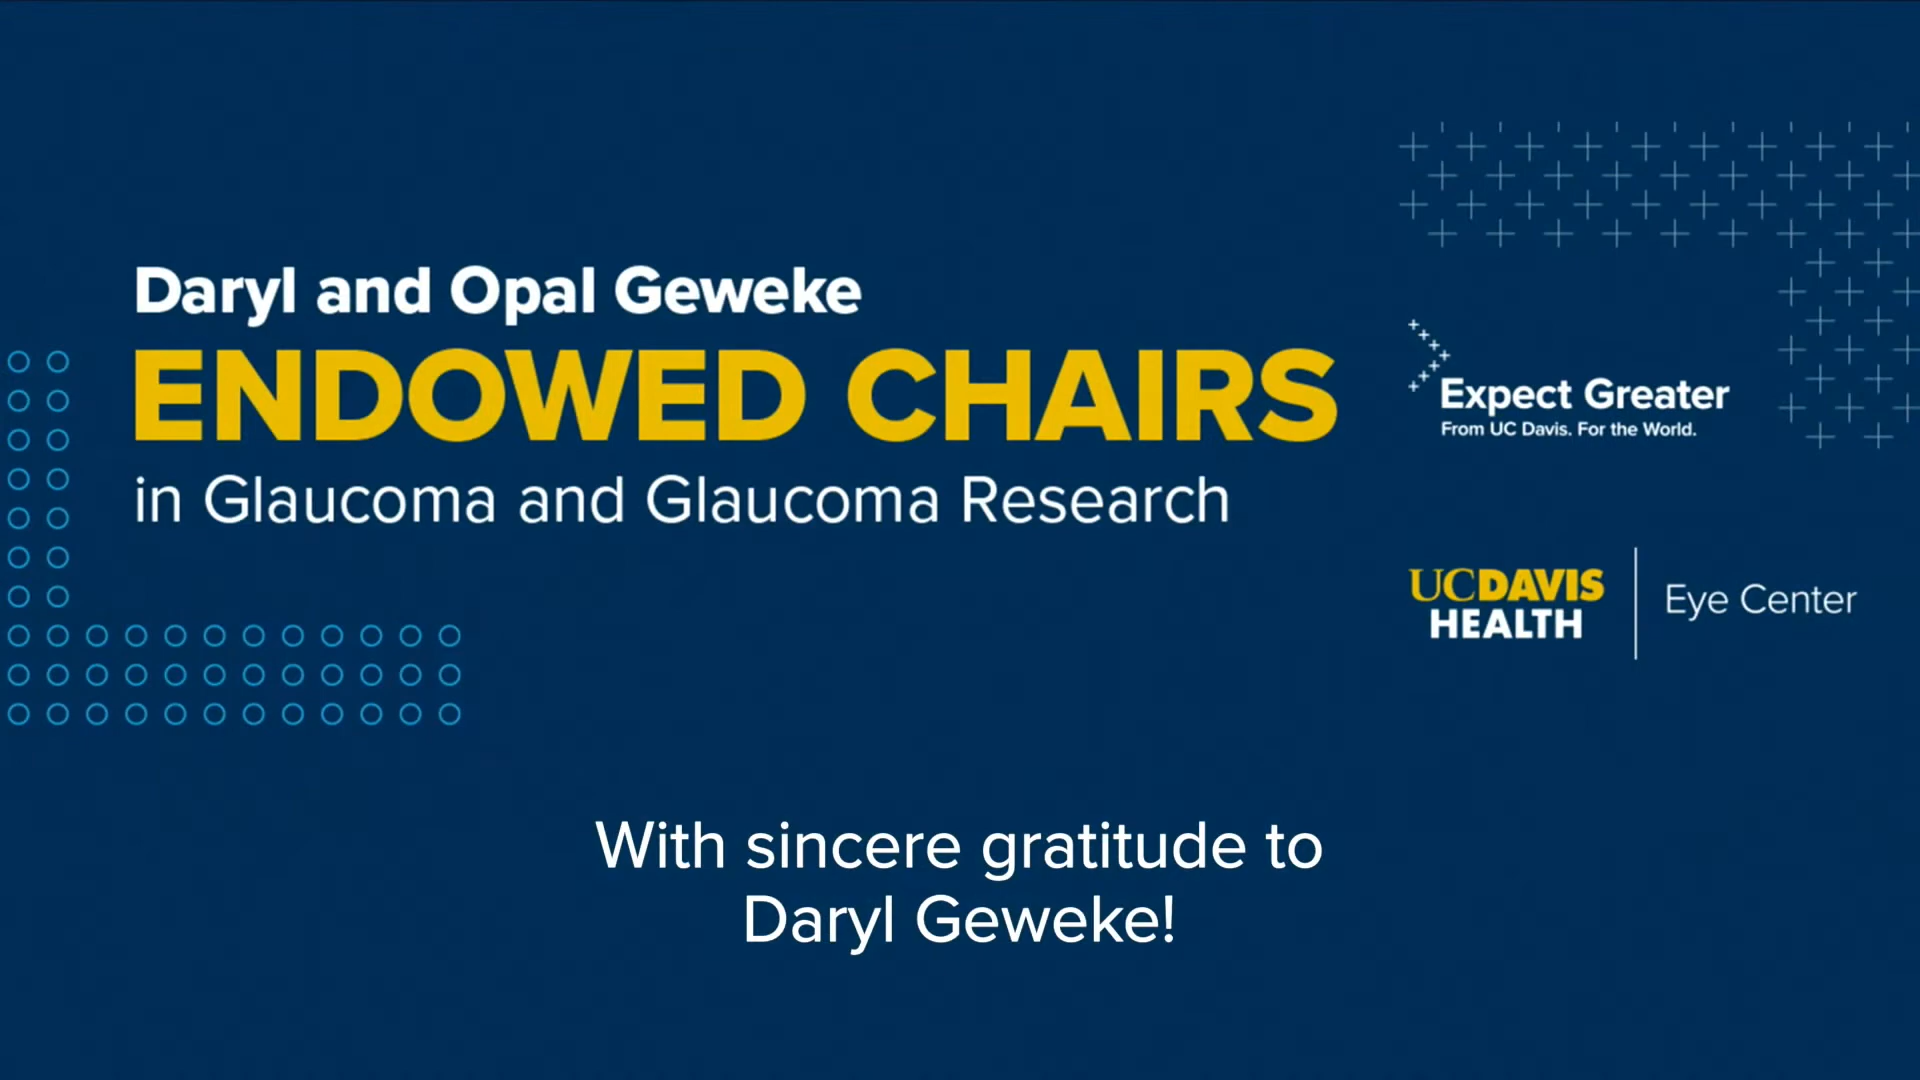 Daryl and Opal Geweke
ENDOWED CHAIRS
in Glaucoma and Glaucoma Research
Expect Greater
From UC Davis. For the World.
UCDAVIS
HEALTH
Eye Center
With sincere gratitude to
Daryl Geweke!